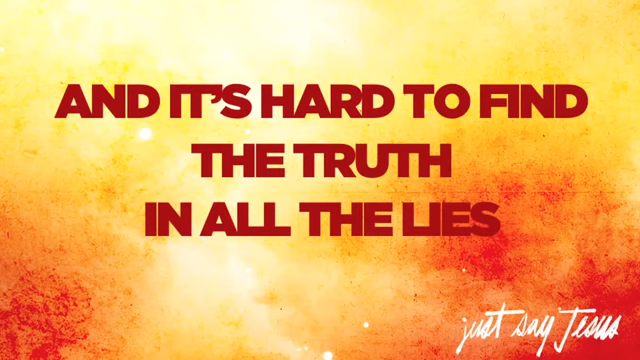 AND IT'S HARD TO FIND
THE TRUTH
IN ALL THE LIES
just say Jesus